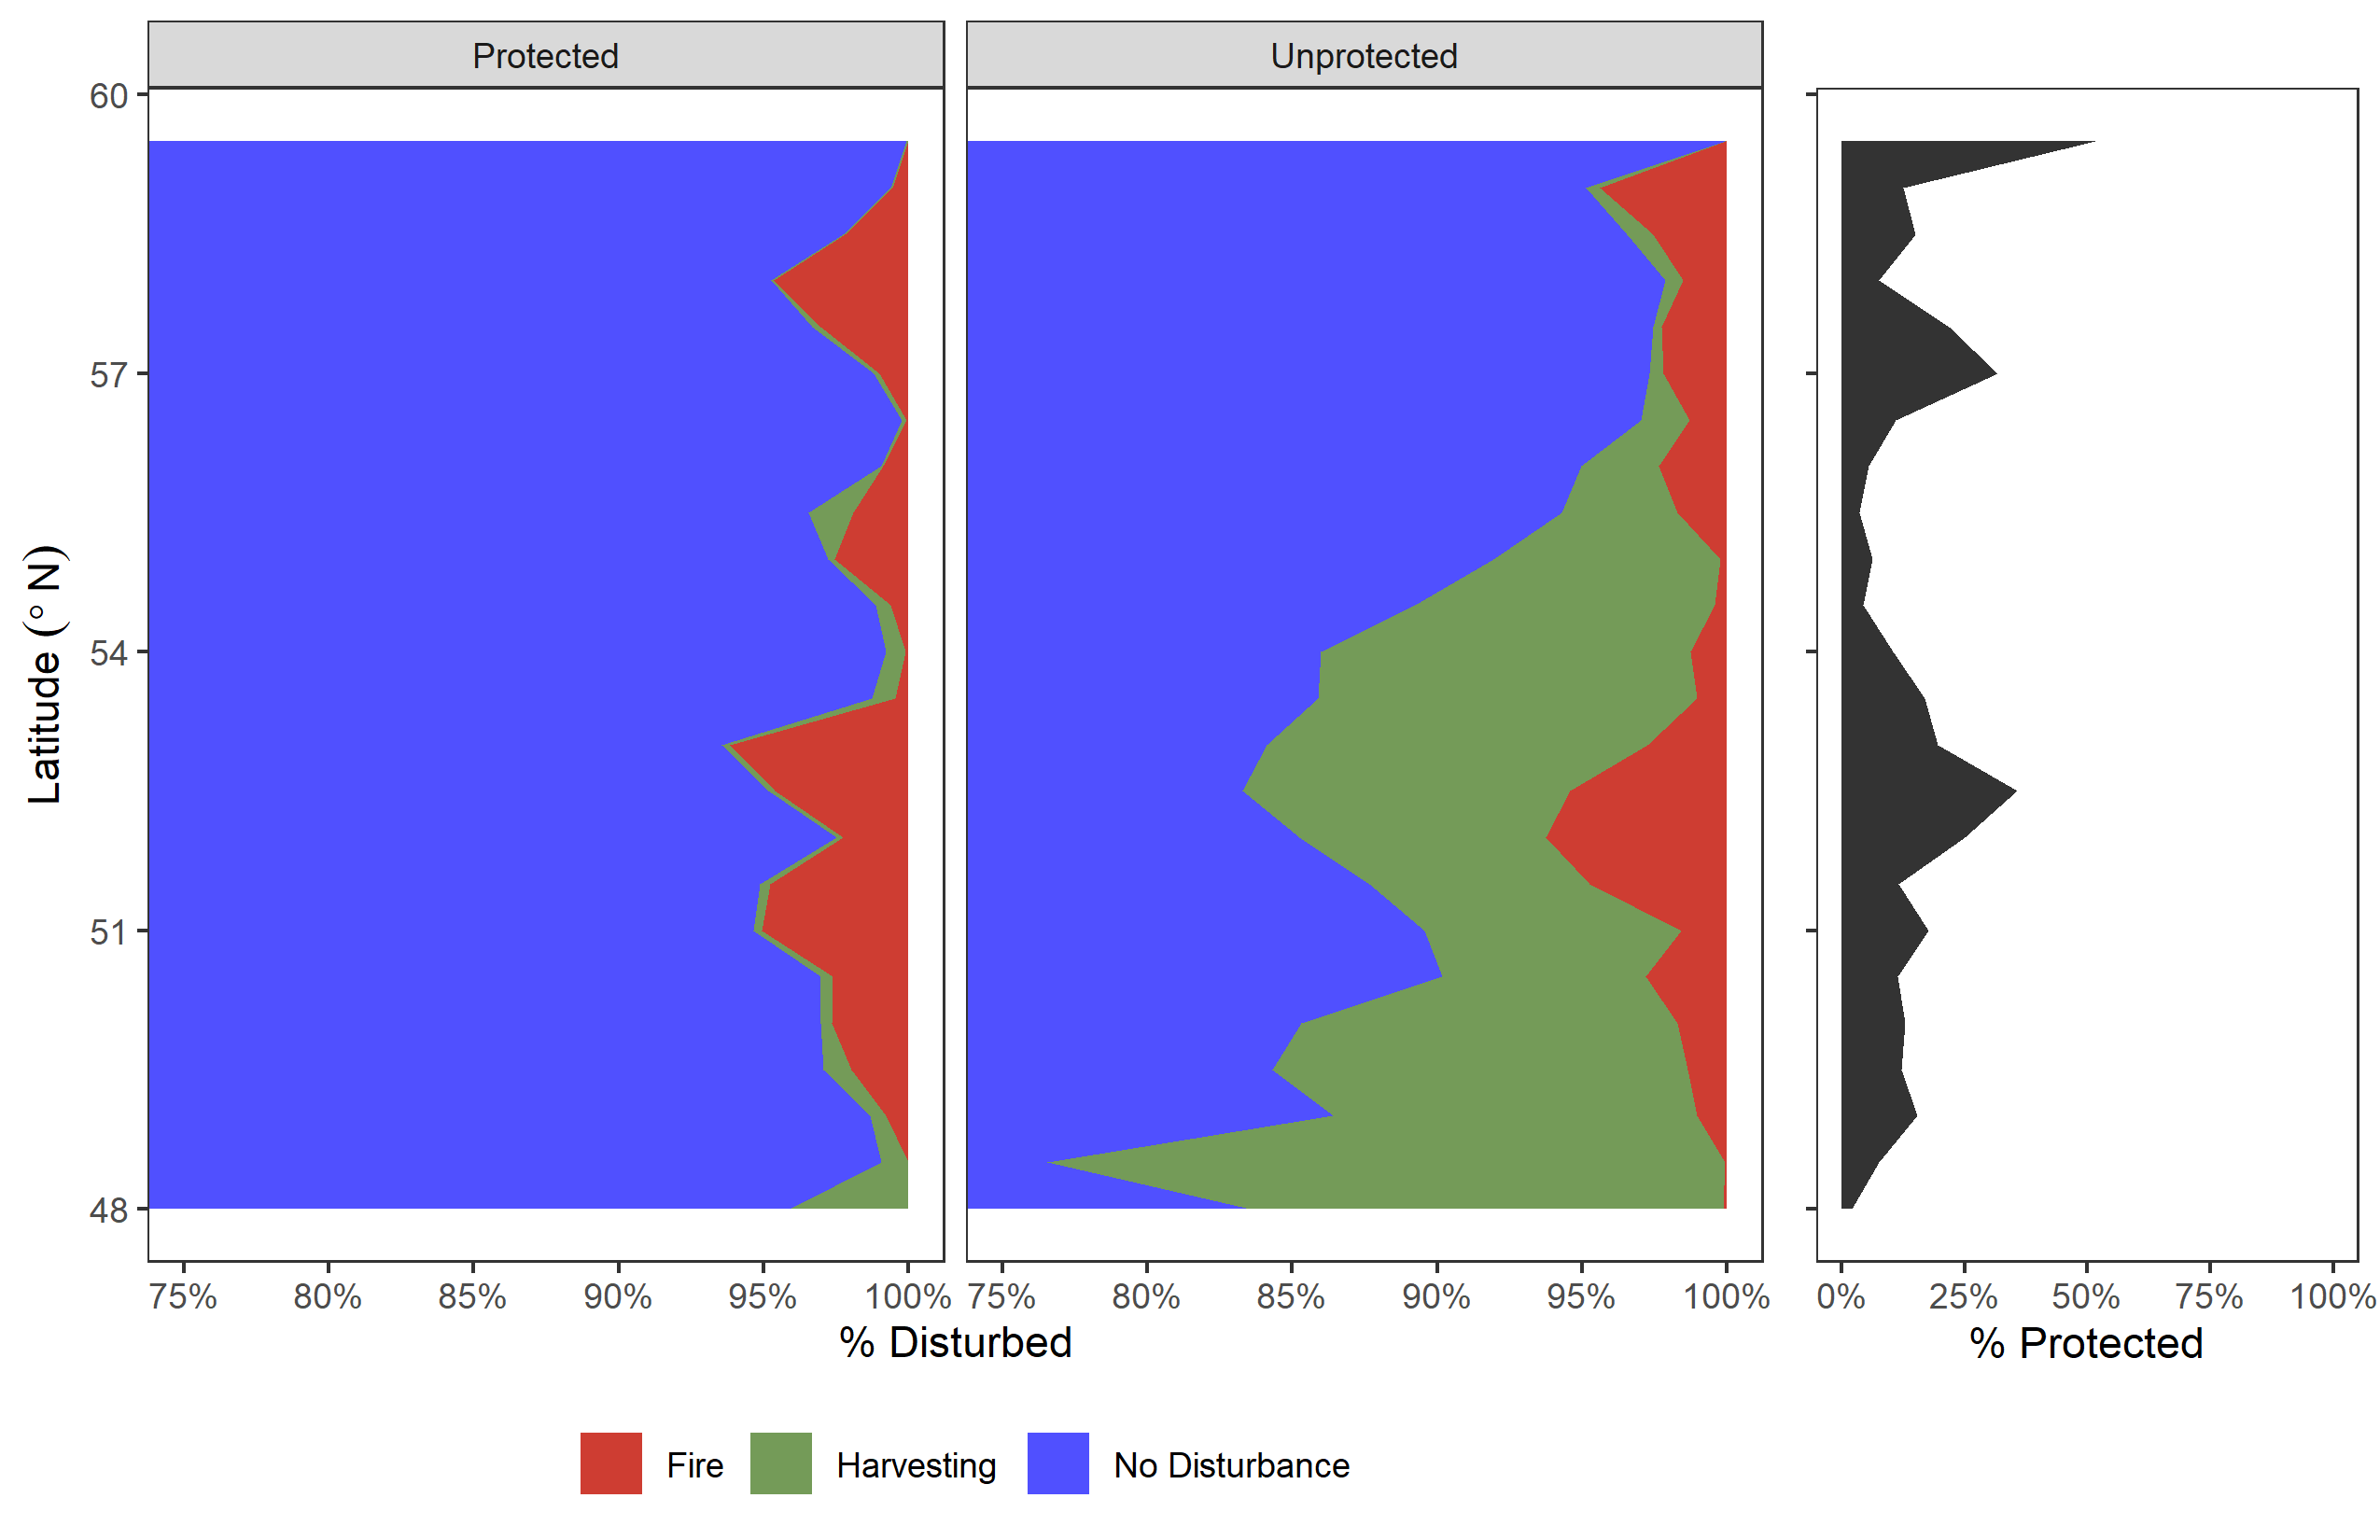 Protected Unprotected
60
57
54
51
48
Latitude (° N)
75% 80% 85% 90% 95% 100% 75% 80% 85% 90% 95% 100% 0% 25% 50% 75% 100%
% Disturbed % Protected
Fire Harvesting No Disturbance